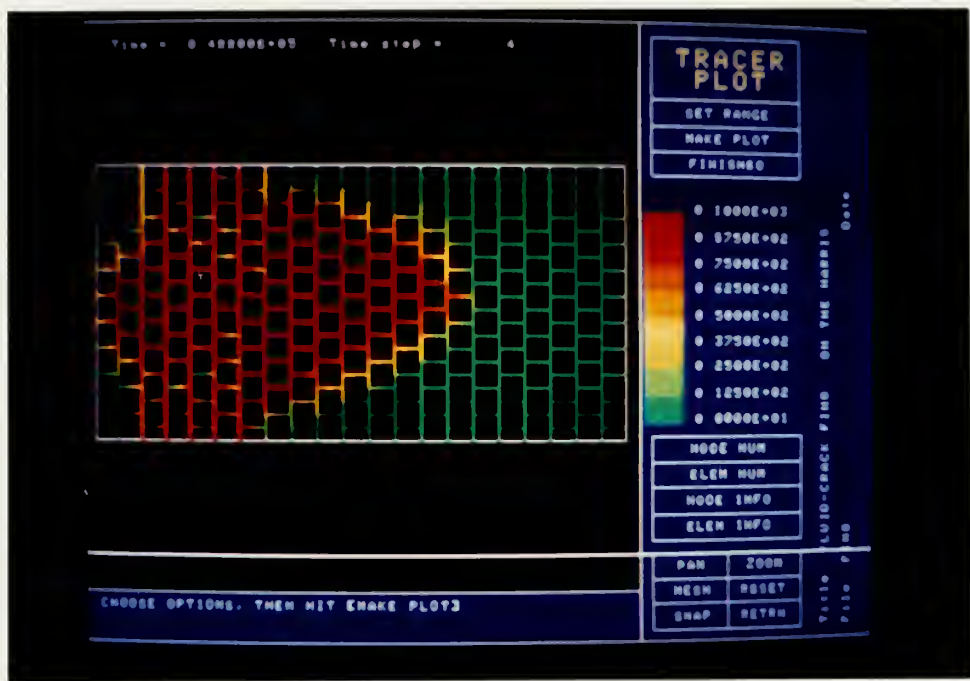 Time = 0.48200E+05 Time step = 4
TRACER
PLOT
SET RANGE
MAKE PLOT
FINISHED
0 1000E+03
0 8750E+02
0 7500E+02
0 6250E+02
0 5000E+02
0 3750E+02
0 2500E+02
0 1250E+02
0 0000E+01
NODE NUM
ELEM NUM
NODE INFO
ELEM INFO
PAN ZOOM
MESH RESET
SNAP RETRN
CHOOSE OPTIONS, THEN HIT [MAKE PLOT]
Title FLUID-CRACK FINO ON THE HARRIS
File FINO Date